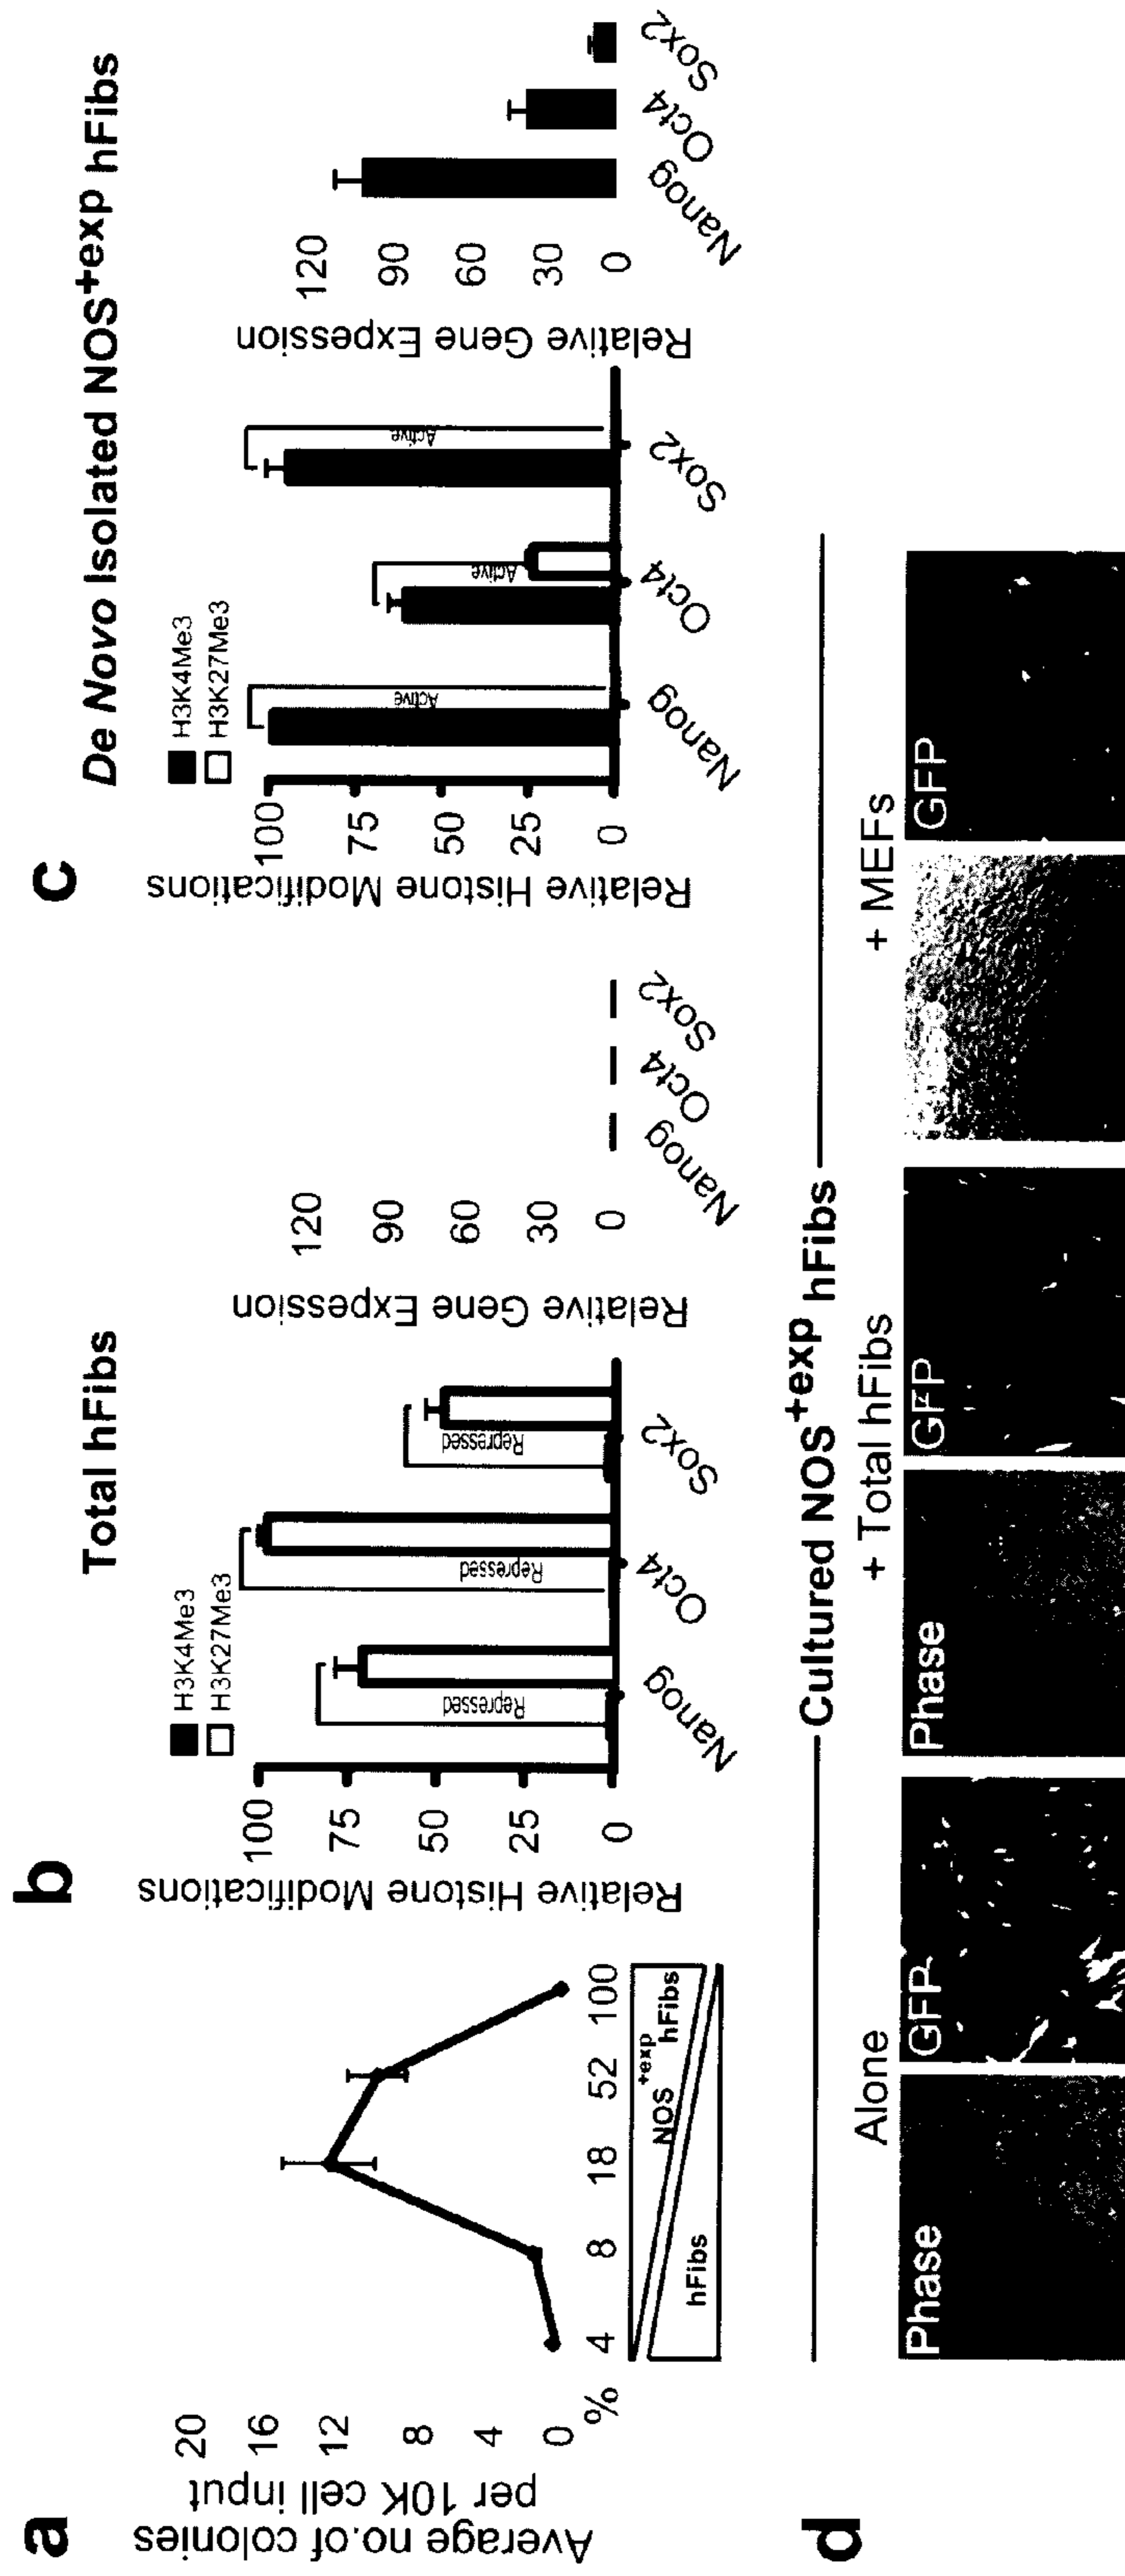 a
Average no.of colonies
per 10K cell input
20
16
12
8
4
0
%
4
8
18
52
100
NOS+exp
hFibs
hFibs
b
Total hFibs
H3K4Me3
H3K27Me3
Relative Histone Modifications
100
75
50
25
0
Repressed
Repressed
Repressed
Nanog
Oct4
Sox2
Relative Gene Expession
120
90
60
30
0
Nanog
Oct4
Sox2
c
De Novo Isolated NOS+exp hFibs
H3K4Me3
H3K27Me3
Relative Histone Modifications
100
75
50
25
0
Active
Active
Active
Nanog
Oct4
Sox2
Relative Gene Expession
120
90
60
30
0
Nanog
Oct4
Sox2
d
Cultured NOS+exp hFibs
Alone
+ Total hFibs
+ MEFs
Phase
GFP
Phase
GFP
GFP